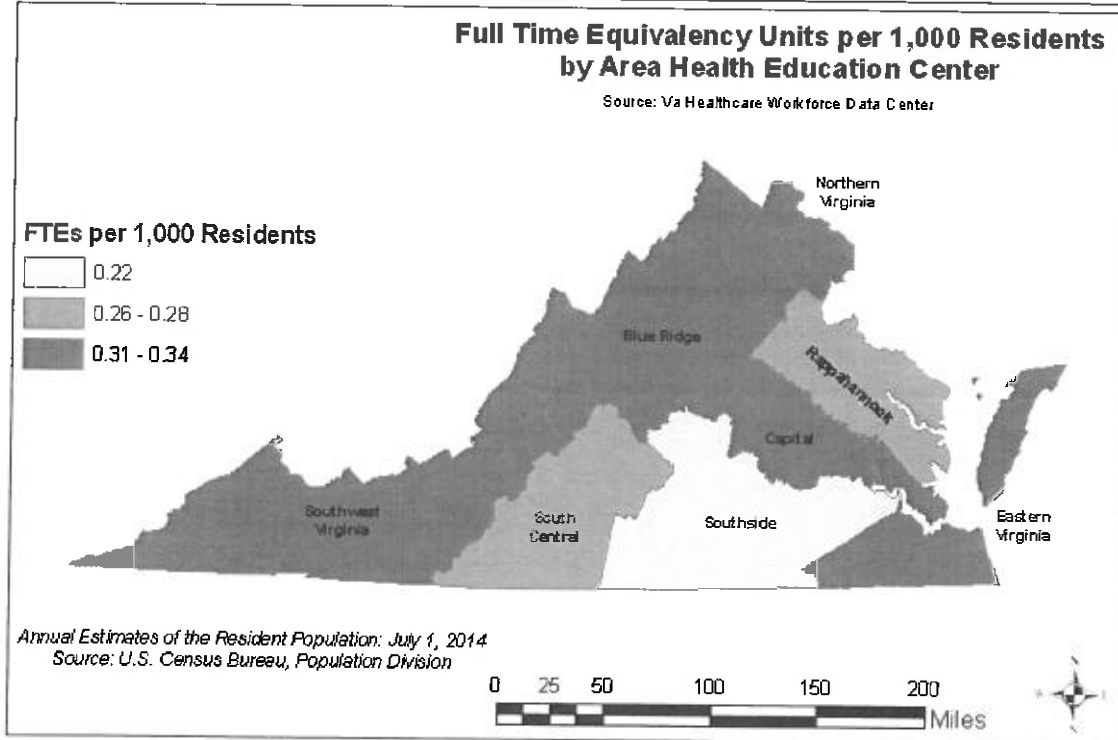 Full Time Equivalency Units per 1,000 Residents
by Area Health Education Center
Source: Va Healthcare Workforce Data Center
Northern
Virginia
FTEs per 1,000 Residents
0.22
0.26 - 0.28
0.31 - 0.34
Blue Ridge
Rappahannock
Capital
Southwest
Virginia
South
Central
Southside
Eastern
Virginia
Annual Estimates of the Resident Population: July 1, 2014
Source: U.S. Census Bureau, Population Division
0 25 50 100 150 200
Miles